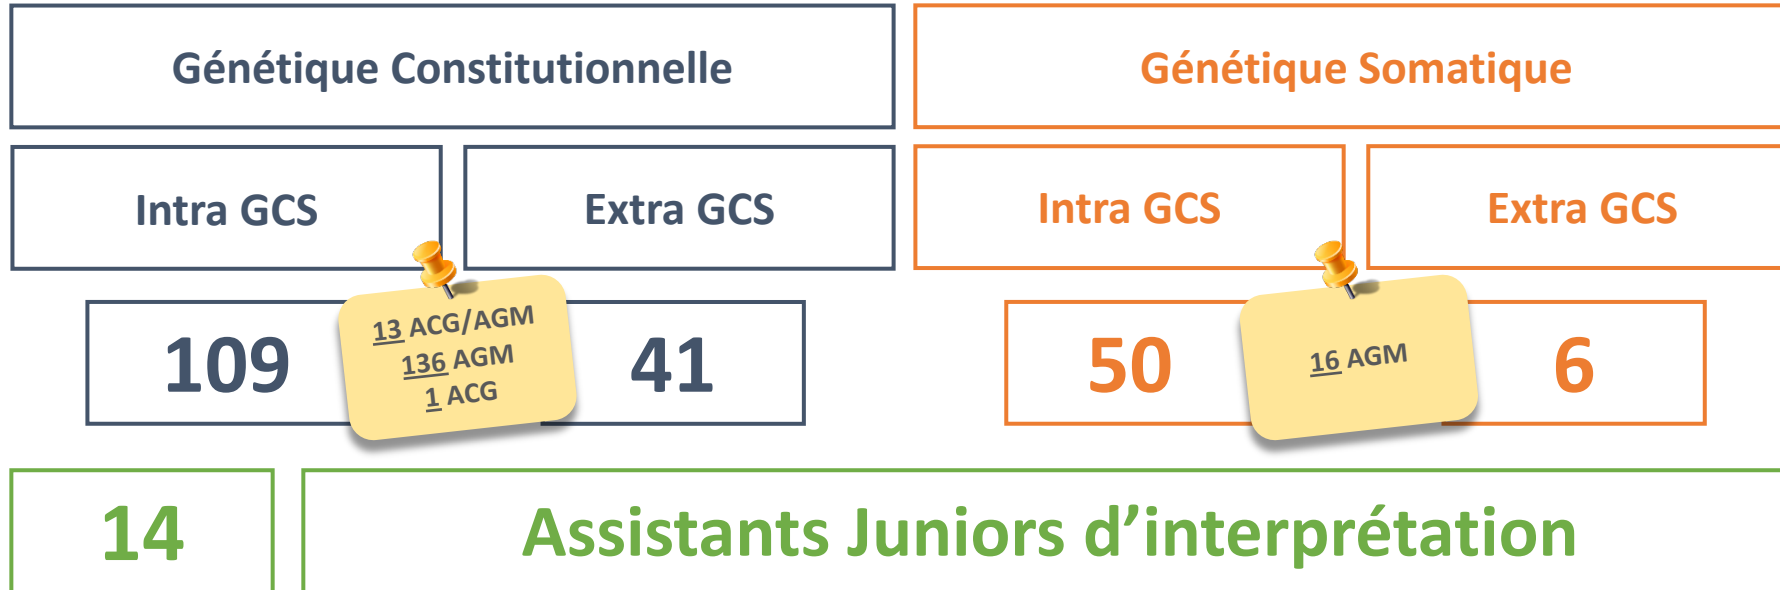 Génétique Constitutionnelle
Génétique Somatique
Intra GCS
Extra GCS
Intra GCS
Extra GCS
109
13 ACG/AGM
136 AGM
1 ACG
41
50
16 AGM
6
14
Assistants Juniors d’interprétation